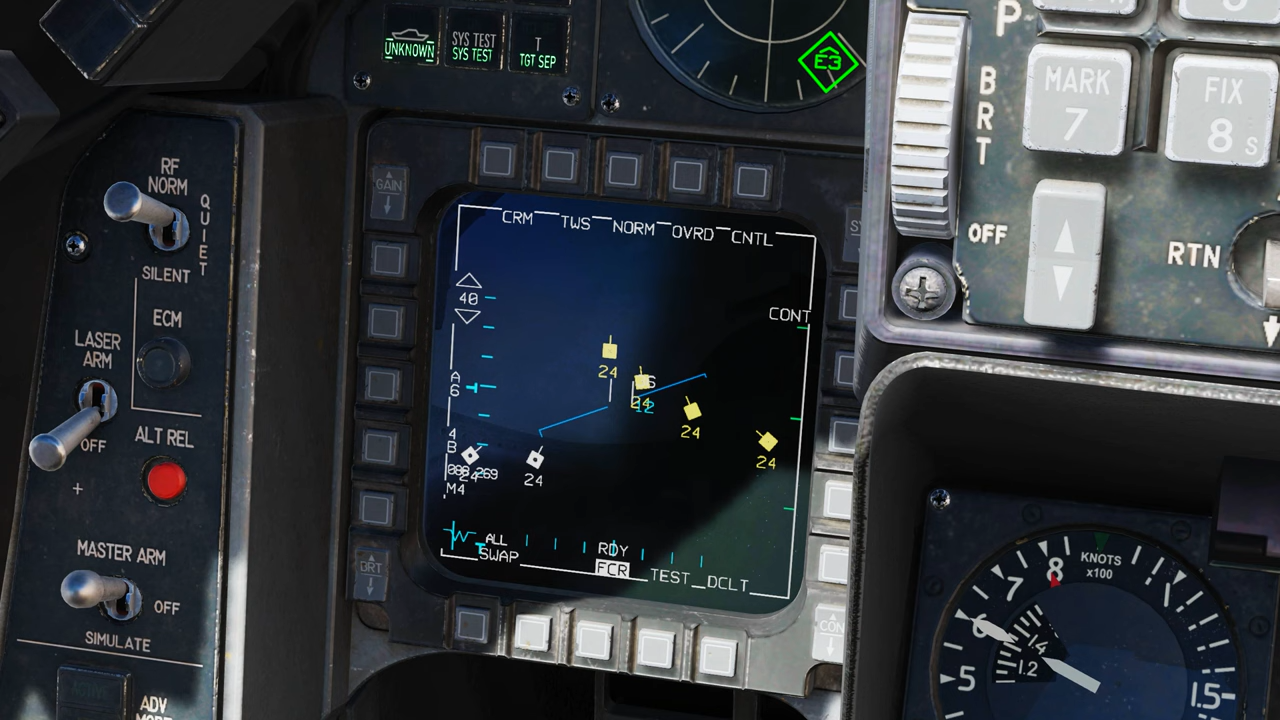 UNKNOWN
SYS TEST
SYS TEST
T
TGT SEP
E3
P
BRT
OFF
MARK
7
FIX
8 S
RTN
RF
NORM
QUIET
SILENT
ECM
LASER
ARM
OFF
ALT REL
MASTER ARM
OFF
SIMULATE
ADV
GAIN
BRT
CRM TWS NORM OVRD CNTL
40
CONT
A
6
24
24
24
24
24
4
B
24
M4
ALL
SWAP
RDY
FCR
TEST DCLT
KNOTS
x100
8
7
6
5
1.4
1.2
1.5